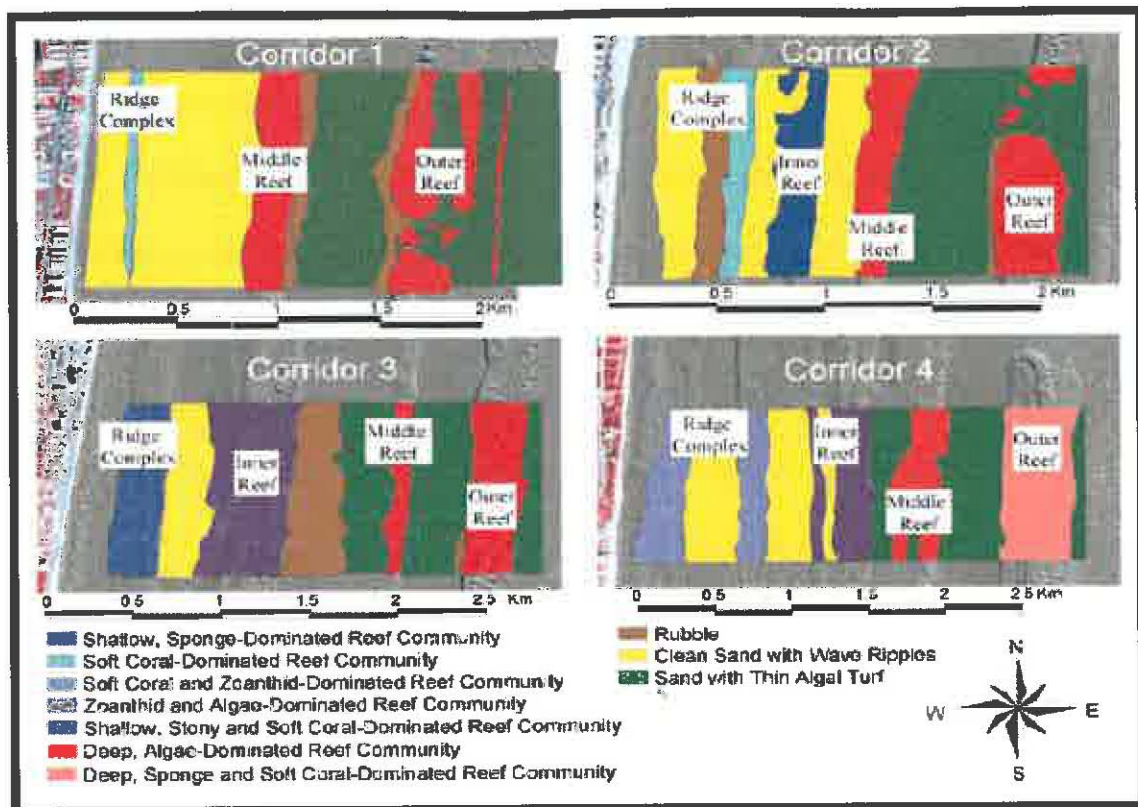 Corridor 1
Ridge
Complex
Middle
Reef
Outer
Reef
0 0 5 1 1 5 2 Km
Corridor 2
Ridge
Complex
Inner
Reef
Middle
Reef
Outer
Reef
0 0.5 1 1 5 2 Km
Corridor 3
Ridge
Complex
Inner
Reef
Middle
Reef
Outer
Reef
0 0 5 1 1 5 2 2 5 Km
Corridor 4
Ridge
Complex
Inner
Reef
Middle
Reef
Outer
Reef
0 0 5 1 1 5 2 2 5 Km
Shallow, Sponge-Dominated Reef Community
Soft Coral-Dominated Reef Community
Soft Coral and Zoanthid-Dominated Reef Community
Zoanthid and Algae-Dominated Reef Community
Shallow, Stony and Soft Coral-Dominated Reef Community
Deep, Algae-Dominated Reef Community
Deep, Sponge and Soft Coral-Dominated Reef Community
Rubble
Clean Sand with Wave Ripples
Sand with Thin Algal Turf
N
W E
S